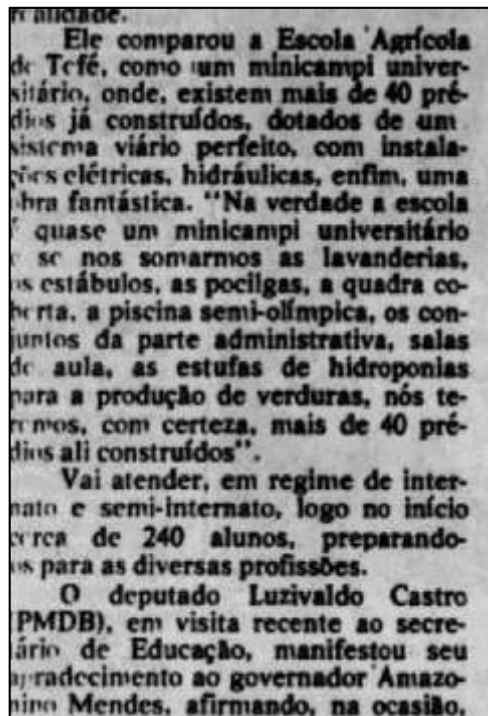 realidade.
Ele comparou a Escola Agrícola
de Tefé, como um minicampi univer-
sitário, onde, existem mais de 40 pré-
dios já construídos, dotados de um
sistema viário perfeito, com instala-
ções elétricas, hidráulicas, enfim, uma
obra fantástica. "Na verdade a escola
é quase um minicampi universitário
e se nos somarmos as lavanderias,
os estábulos, as pocilgas, a quadra co-
berta, a piscina semi-olímpica, os con-
juntos da parte administrativa, salas
de aula, as estufas de hidroponias
para a produção de verduras, nós te-
remos, com certeza, mais de 40 pré-
dios ali construídos".
Vai atender, em regime de inter-
nato e semi-internato, logo no início
cerca de 240 alunos, preparando-
os para as diversas profissões.
O deputado Luzivaldo Castro
(PMDB), em visita recente ao secre-
tário de Educação, manifestou seu
agradecimento ao governador Amazo-
nino Mendes, afirmando, na ocasião,